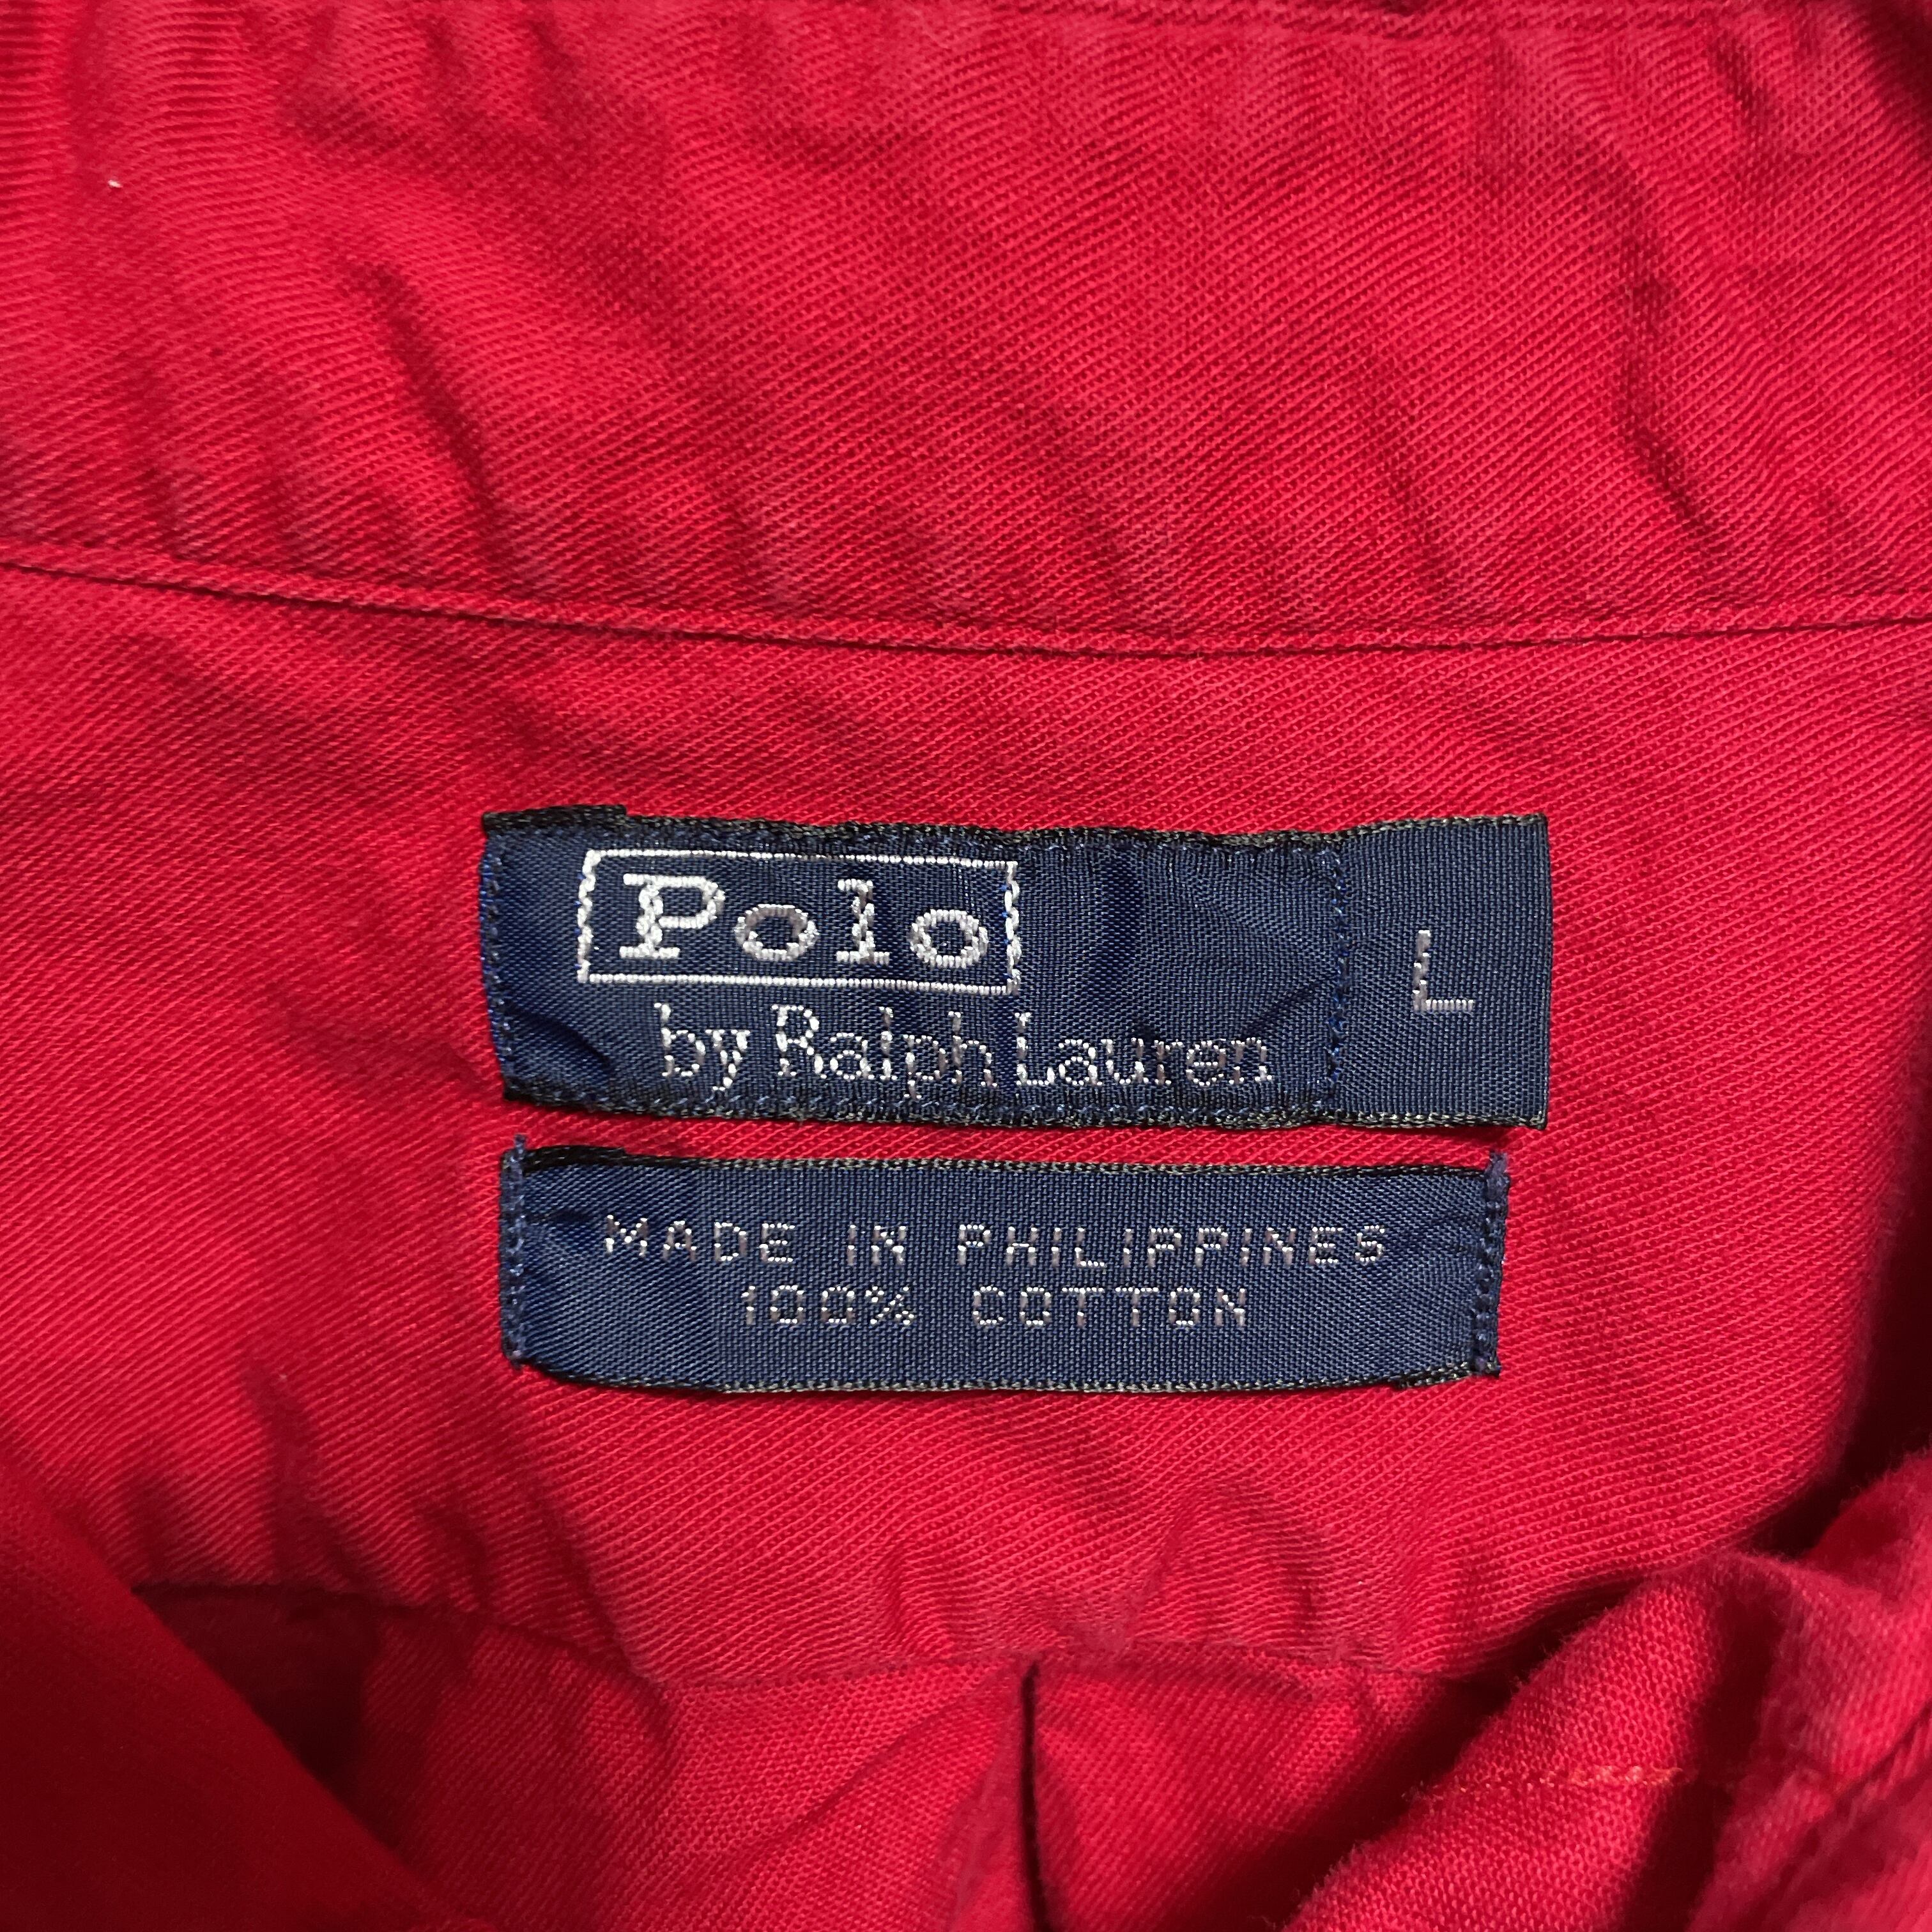 Polo
by Ralph Lauren
L
MADE IN PHILIPPINES
100% COTTON